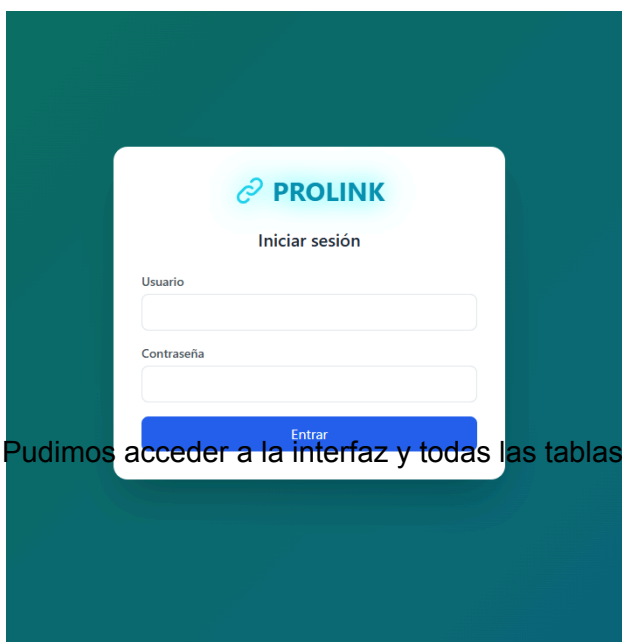 PROLINK
Iniciar sesión
Usuario
Contraseña
Entrar
Pudimos acceder a la interfaz y todas las tablas